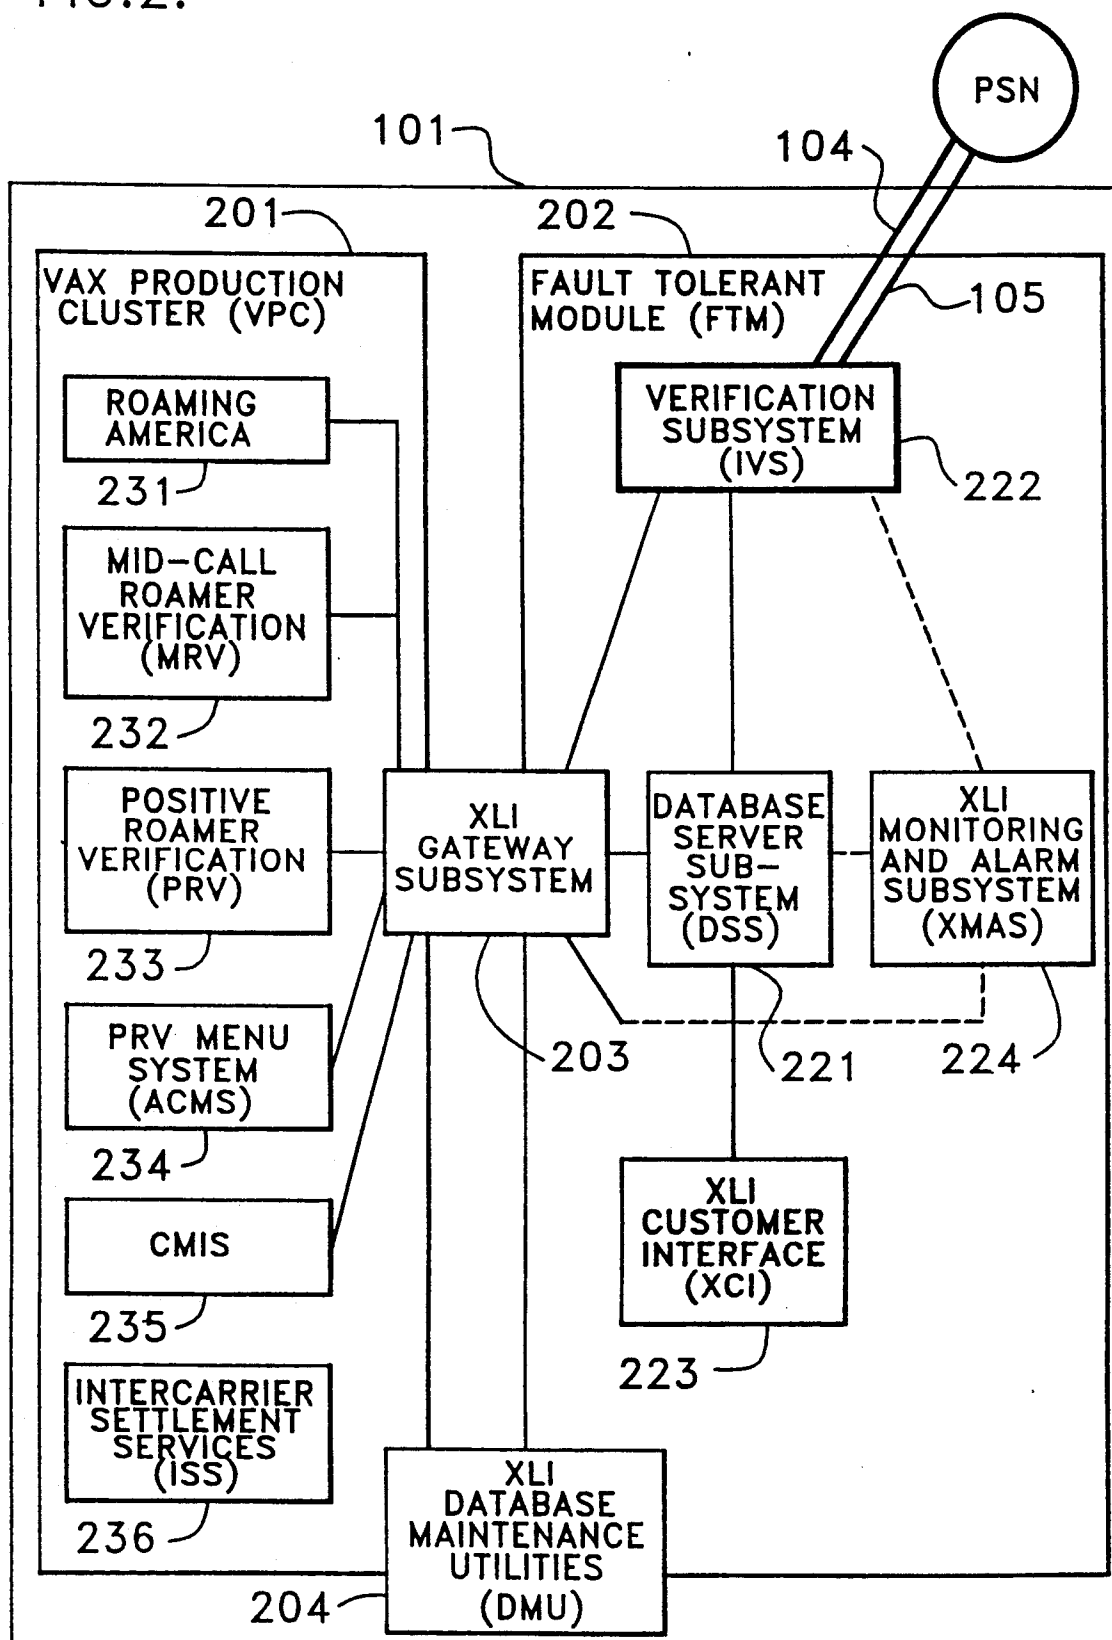 FIG.2.
PSN
101
104
201
202
105
VAX PRODUCTION
CLUSTER (VPC)
FAULT TOLERANT
MODULE (FTM)
ROAMING
AMERICA
231
VERIFICATION
SUBSYSTEM
(IVS)
222
MID-CALL
ROAMER
VERIFICATION
(MRV)
232
POSITIVE
ROAMER
VERIFICATION
(PRV)
233
XLI
GATEWAY
SUBSYSTEM
203
DATABASE
SERVER
SUB-
SYSTEM
(DSS)
221
XLI
MONITORING
AND ALARM
SUBSYSTEM
(XMAS)
224
PRV MENU
SYSTEM
(ACMS)
234
CMIS
235
XLI
CUSTOMER
INTERFACE
(XCI)
223
INTERCARRIER
SETTLEMENT
SERVICES
(ISS)
236
XLI
DATABASE
MAINTENANCE
UTILITIES
(DMU)
204